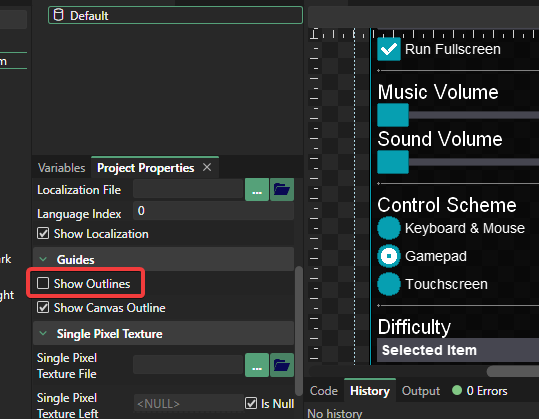 Default
m
Variables
Project Properties
Localization File
...
Language Index
0
Show Localization
Guides
rk
Show Outlines
ght
Show Canvas Outline
Single Pixel Texture
Single Pixel
Texture File
...
Single Pixel
Texture Left
<NULL>
Is Null
Run Fullscreen
Music Volume
Sound Volume
Control Scheme
Keyboard & Mouse
Gamepad
Touchscreen
Difficulty
Selected Item
Code
History
Output
0 Errors
No history